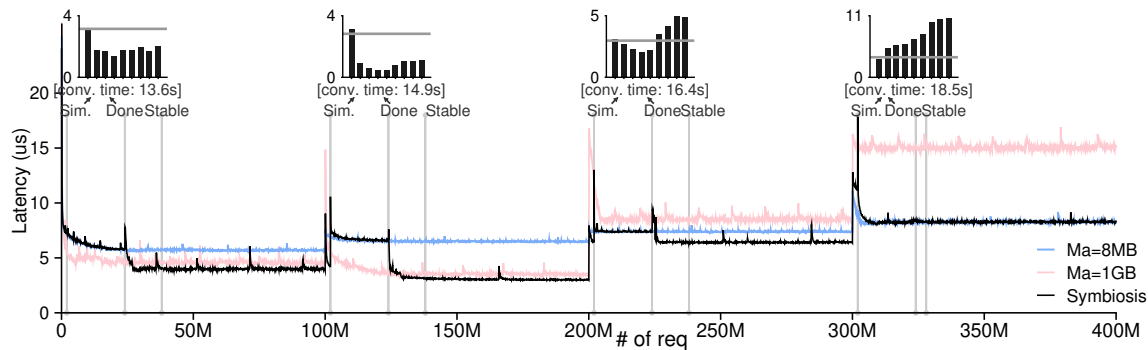 4
0
[conv. time: 13.6s]
Sim. Done Stable
4
0
[conv. time: 14.9s]
Sim. Done Stable
5
0
[conv. time: 16.4s]
Sim. Done Stable
11
0
[conv. time: 18.5s]
Sim. Done Stable
Latency (us)
20
15
10
5
0
Ma=8MB
Ma=1GB
Symbiosis
0 50M 100M 150M 200M 250M 300M 350M 400M
# of req